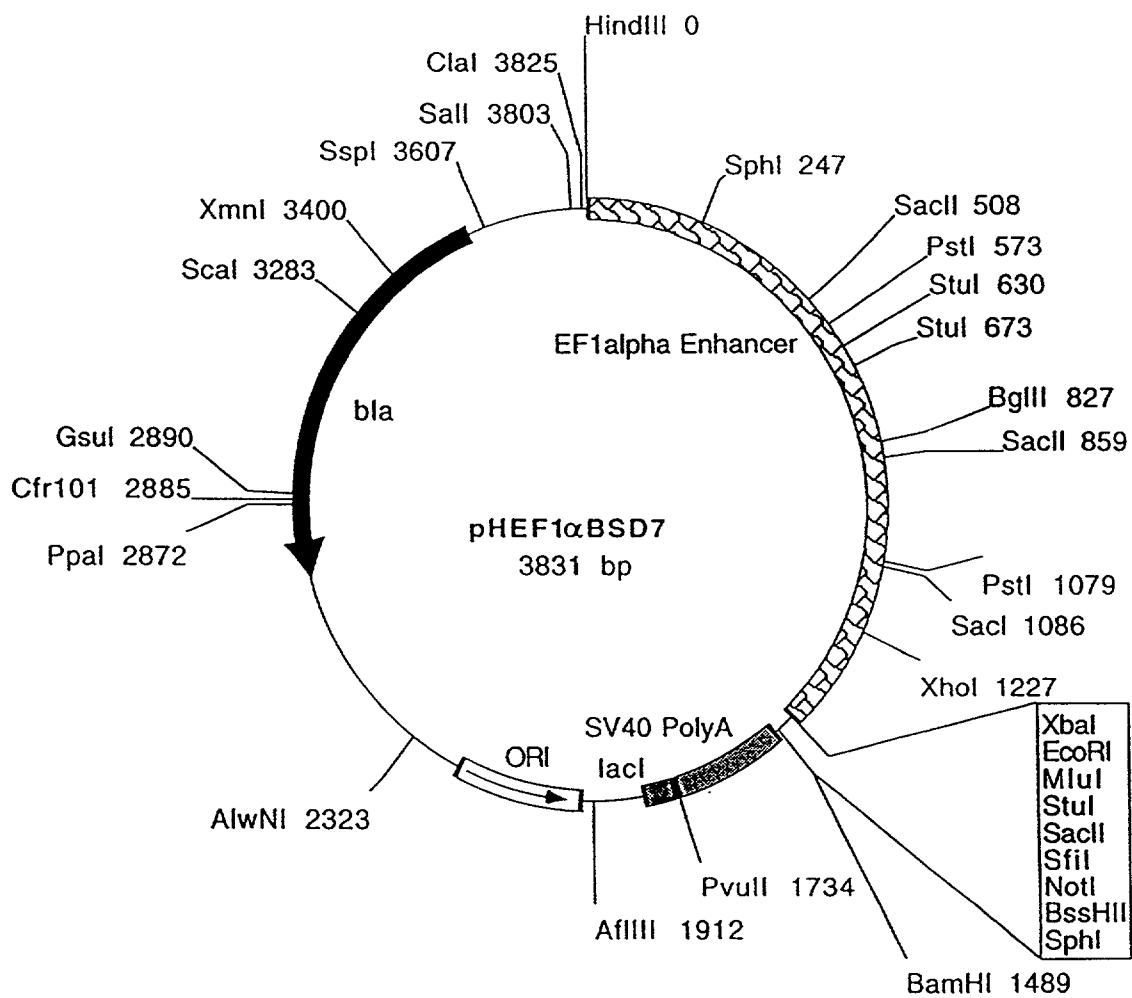 HindIII 0
ClaI 3825
SalI 3803
SspI 3607
XmnI 3400
ScaI 3283
SphI 247
SacII 508
PstI 573
StuI 630
StuI 673
EF1alpha Enhancer
BglII 827
SacII 859
bla
GsuI 2890
Cfr101 2885
PpaI 2872
pHEF1αBSD7
3831 bp
PstI 1079
SacI 1086
XhoI 1227
SV40 PolyA
lacI
ORI
AlwNI 2323
PvuII 1734
AflIII 1912
BamHI 1489
XbaI
EcoRI
MluI
StuI
SacII
SfiI
NotI
BssHII
SphI